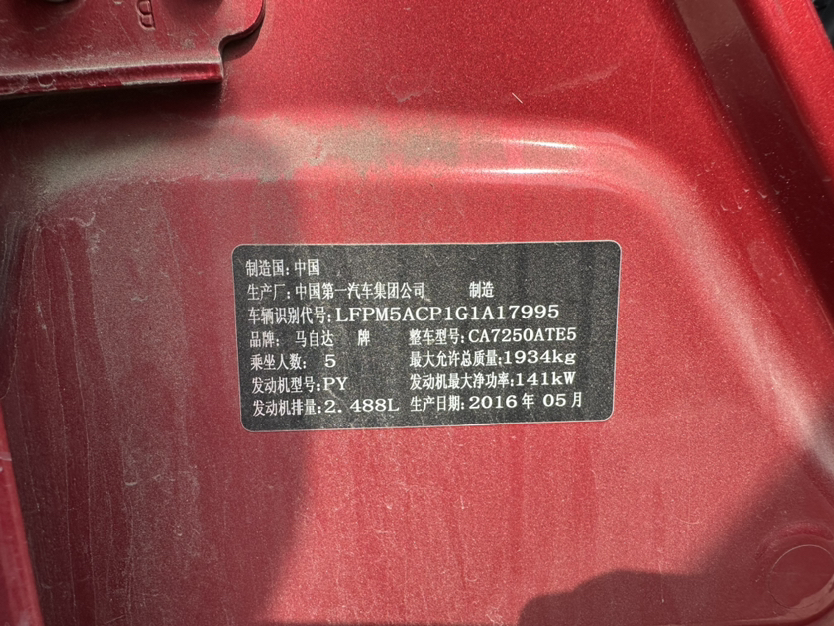 B
制造国:中国
生产厂:中国第一汽车集团公司 制造
车辆识别代号:LFPM5ACP1G1A17995
品牌: 马自达 牌 整车型号:CA7250ATE5
乘坐人数: 5 最大允许总质量:1934kg
发动机型号:PY 发动机最大净功率:141kW
发动机排量:2.488L 生产日期:2016年05月